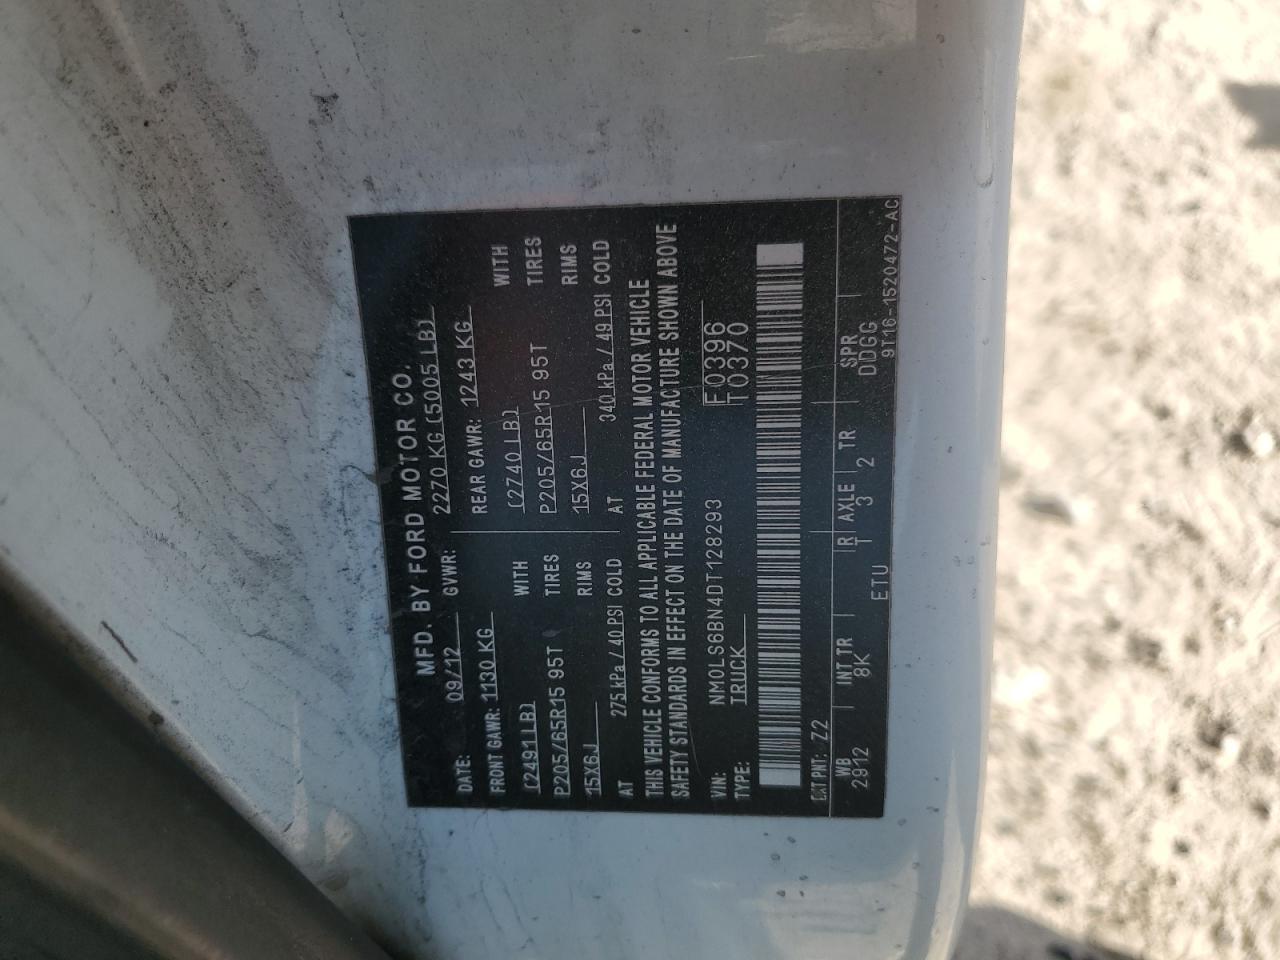 MFD. BY FORD MOTOR CO.
DATE: 09/12 GVWR: 2270 KG (5005 LB)
FRONT GAWR: 1130 KG REAR GAWR: 1243 KG
(2491LB) WITH (2740LB) WITH
P205/65R15 95T TIRES P205/65R15 95T TIRES
15X6J RIMS 15X6J RIMS
AT 275 kPa / 40 PSI COLD AT 340 kPa / 49 PSI COLD
THIS VEHICLE CONFORMS TO ALL APPLICABLE FEDERAL MOTOR VEHICLE
SAFETY STANDARDS IN EFFECT ON THE DATE OF MANUFACTURE SHOWN ABOVE
VIN: NM0LS6BN4DT128293 F0396
TYPE: TRUCK T0370
EXT PNT: Z2
WB INT TR R AXLE TR SPR
2912 8K T 3 2 DDGG
ETU 9T16-1520472-AC